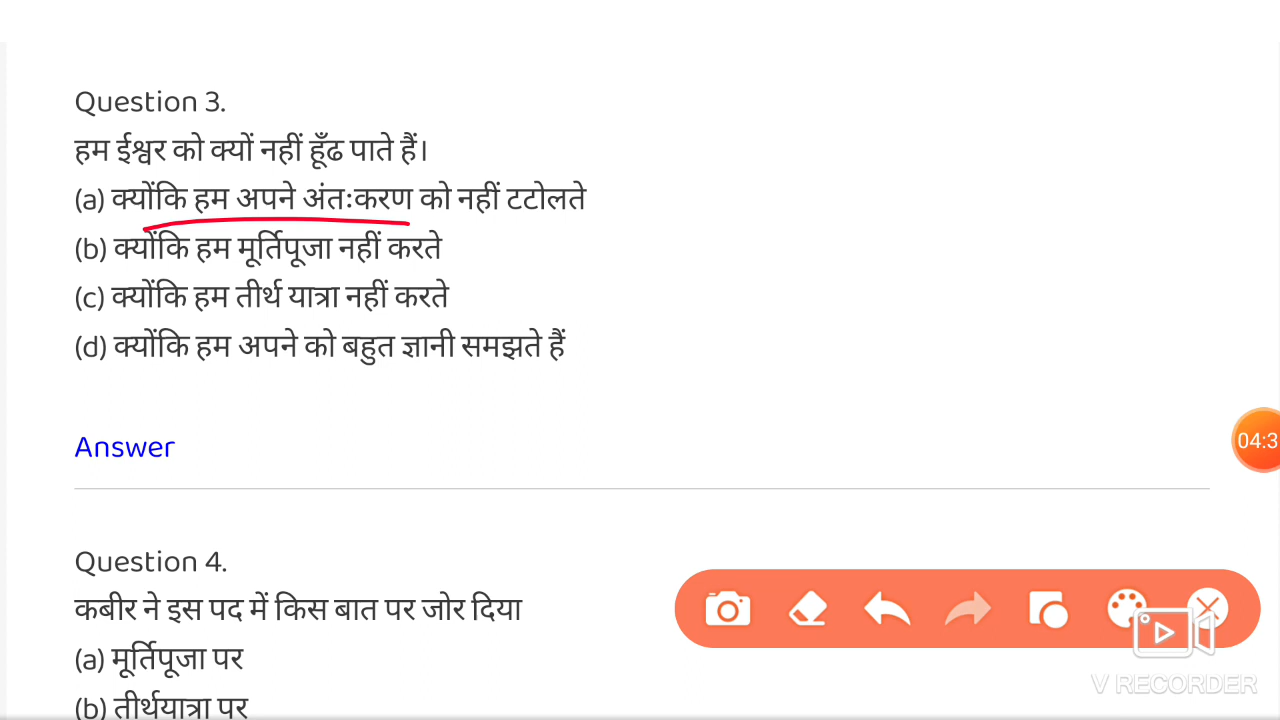 Question 3.
हम ईश्वर को क्यों नहीं हूँढ पाते हैं।
(a) क्योंकि हम अपने अंतःकरण को नहीं टटोलते
(b) क्योंकि हम मूर्तिपूजा नहीं करते
(c) क्योंकि हम तीर्थ यात्रा नहीं करते
(d) क्योंकि हम अपने को बहुत ज्ञानी समझते हैं
Answer
04:3
Question 4.
कबीर ने इस पद में किस बात पर जोर दिया
(a) मूर्तिपूजा पर
(b) तीर्थयात्रा पर
V RECORDER